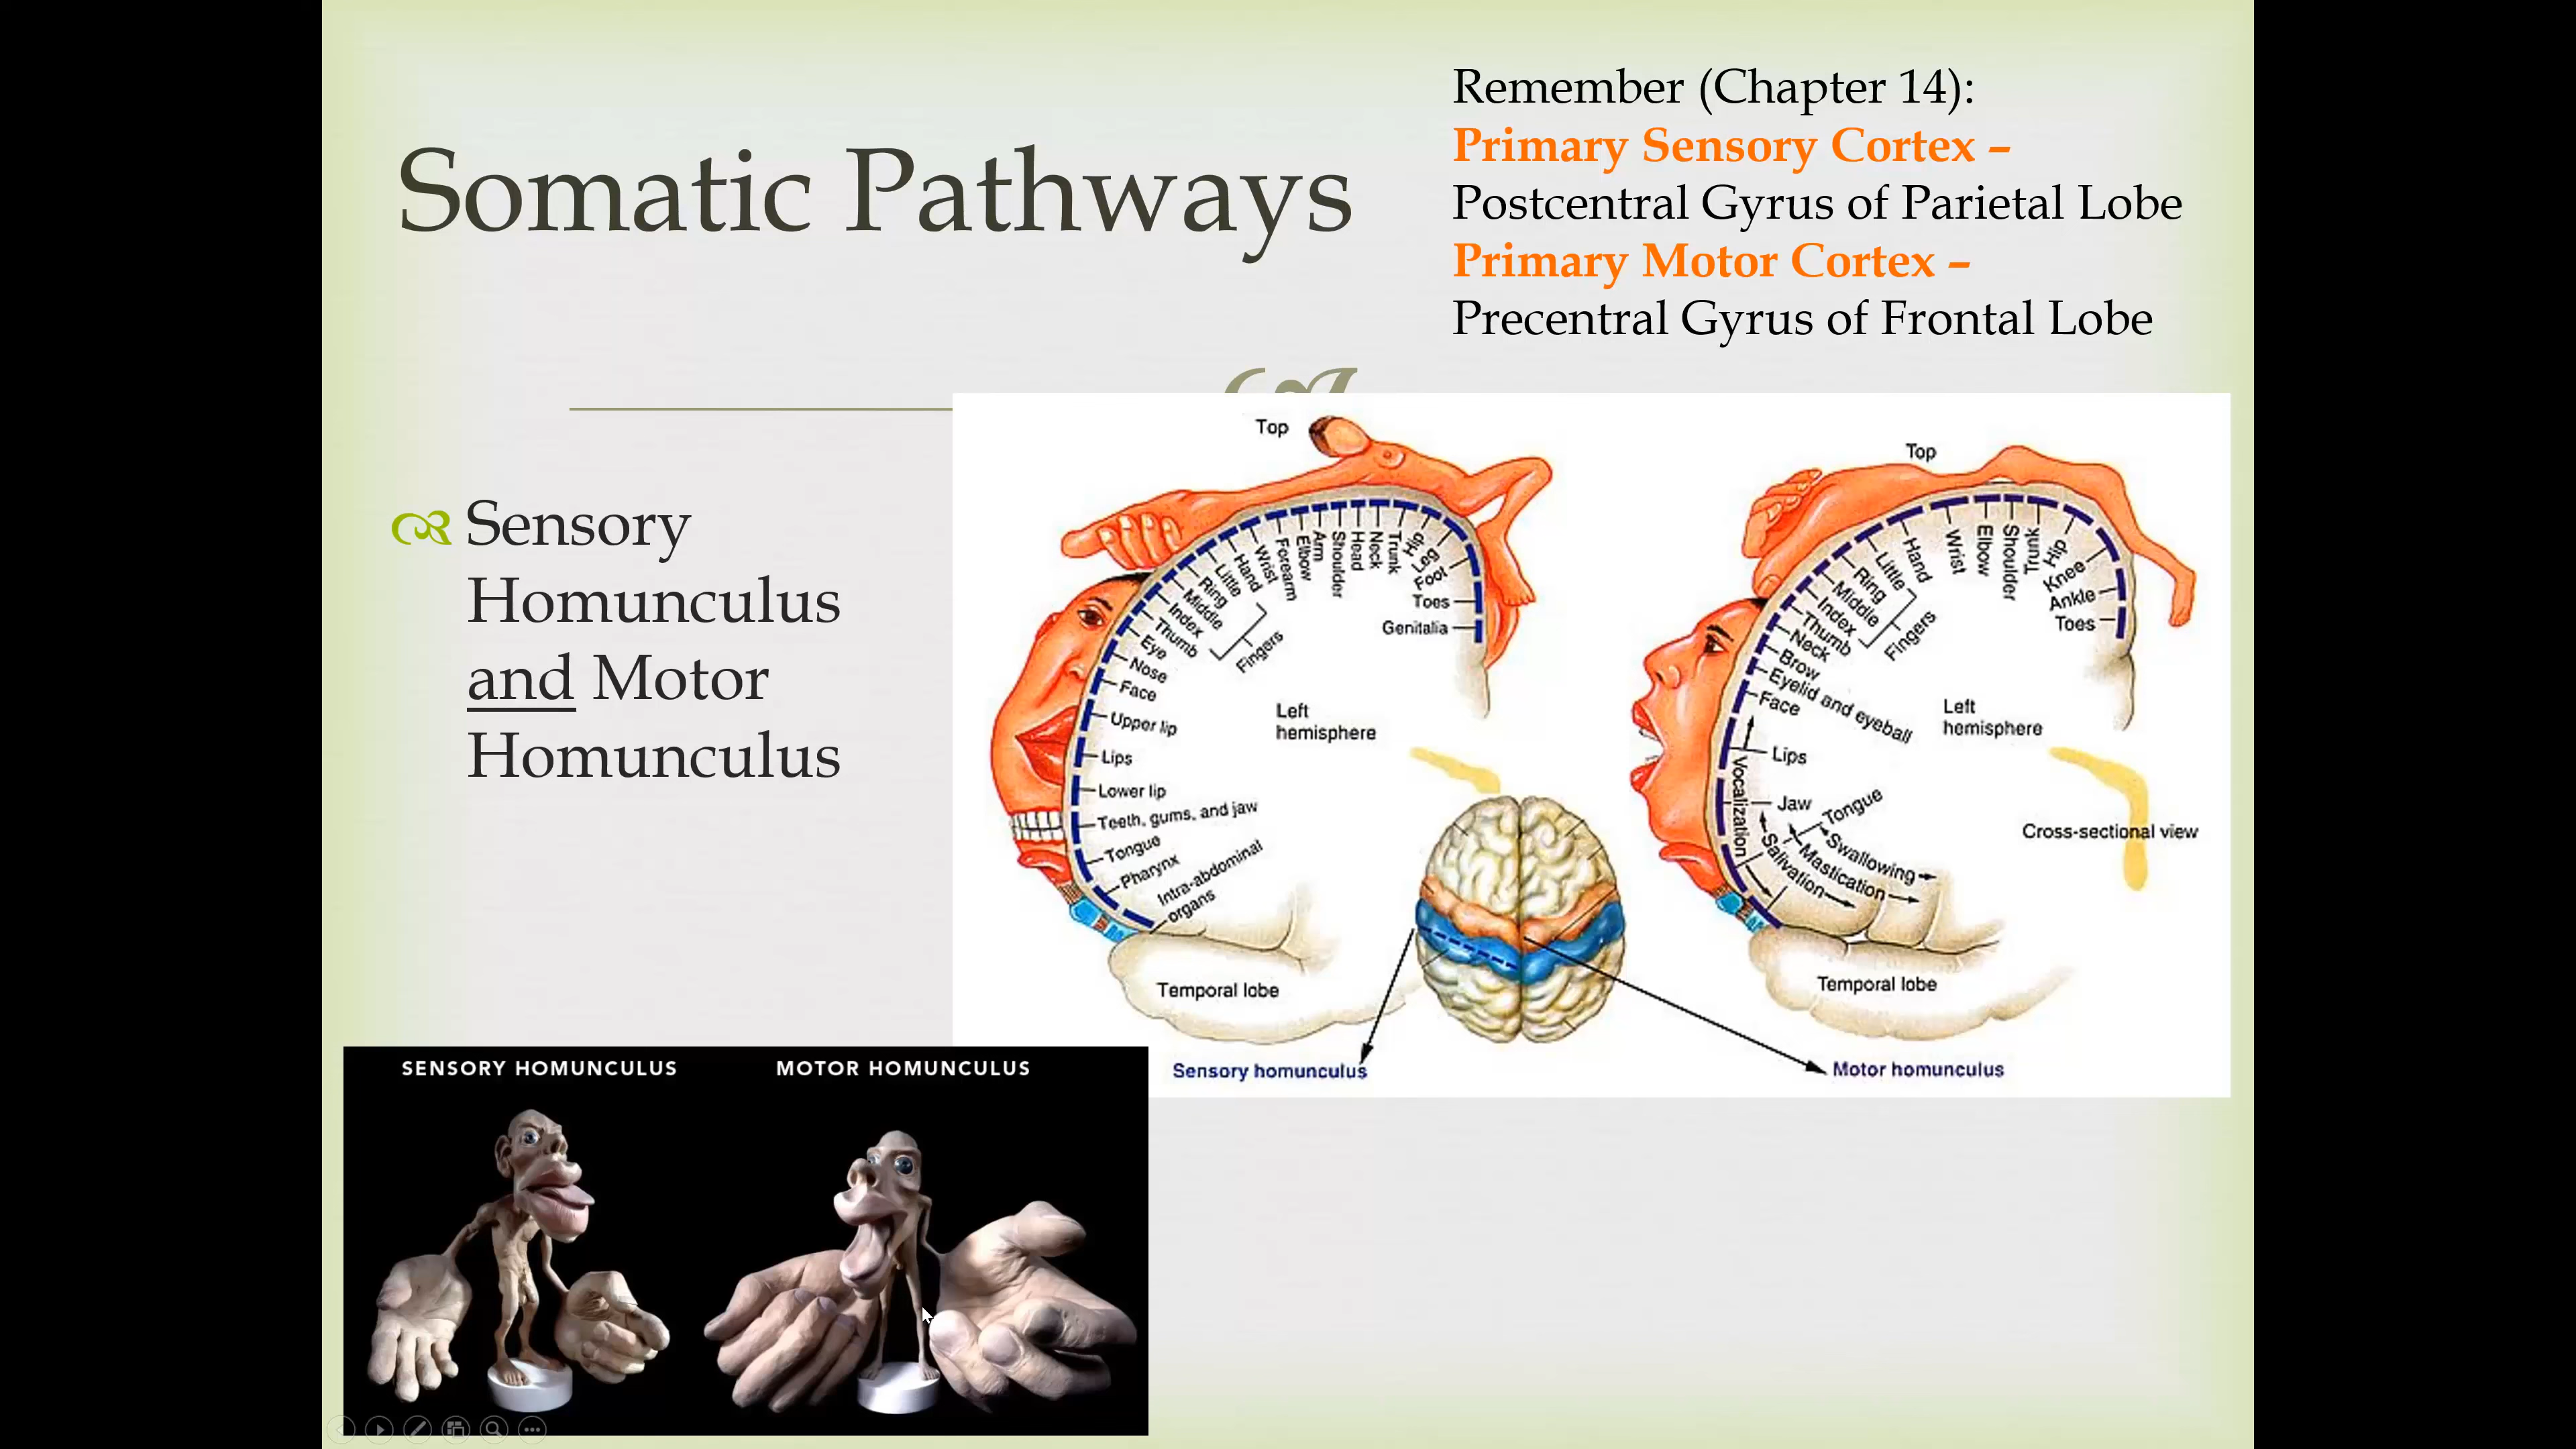 Somatic Pathways
Remember (Chapter 14):
Primary Sensory Cortex –
Postcentral Gyrus of Parietal Lobe
Primary Motor Cortex –
Precentral Gyrus of Frontal Lobe
Sensory
Homunculus
and Motor
Homunculus
Top
Genitalia
Toes
Foot
Leg
Hip
Trunk
Neck
Head
Shoulder
Arm
Elbow
Forearm
Wrist
Hand
Little
Ring
Middle
Index
Thumb
Fingers
Eye
Nose
Face
Upper lip
Lips
Lower lip
Teeth, gums, and jaw
Tongue
Pharynx
Intra-abdominal
organs
Left
hemisphere
Temporal lobe
Sensory homunculus
Top
Toes
Ankle
Knee
Hip
Trunk
Shoulder
Elbow
Wrist
Hand
Little
Ring
Middle
Index
Thumb
Fingers
Neck
Brow
Eyelid and eyeball
Face
Lips
Vocalization
Jaw
Tongue
Swallowing
Mastication
Salivation
Left
hemisphere
Cross-sectional view
Temporal lobe
Motor homunculus
SENSORY HOMUNCULUS
MOTOR HOMUNCULUS